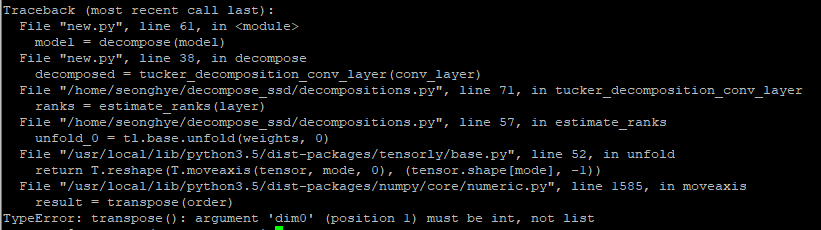 Traceback (most recent call last):
  File "new.py", line 61, in <module>
    model = decompose(model)
  File "new.py", line 38, in decompose
    decomposed = tucker_decomposition_conv_layer(conv_layer)
  File "/home/seonghye/decompose_ssd/decompositions.py", line 71, in tucker_decomposition_conv_layer
    ranks = estimate_ranks(layer)
  File "/home/seonghye/decompose_ssd/decompositions.py", line 57, in estimate_ranks
    unfold_0 = tl.base.unfold(weights, 0)
  File "/usr/local/lib/python3.5/dist-packages/tensorly/base.py", line 52, in unfold
    return T.reshape(T.moveaxis(tensor, mode, 0), (tensor.shape[mode], -1))
  File "/usr/local/lib/python3.5/dist-packages/numpy/core/numeric.py", line 1585, in moveaxis
    result = transpose(order)
TypeError: transpose(): argument 'dim0' (position 1) must be int, not list